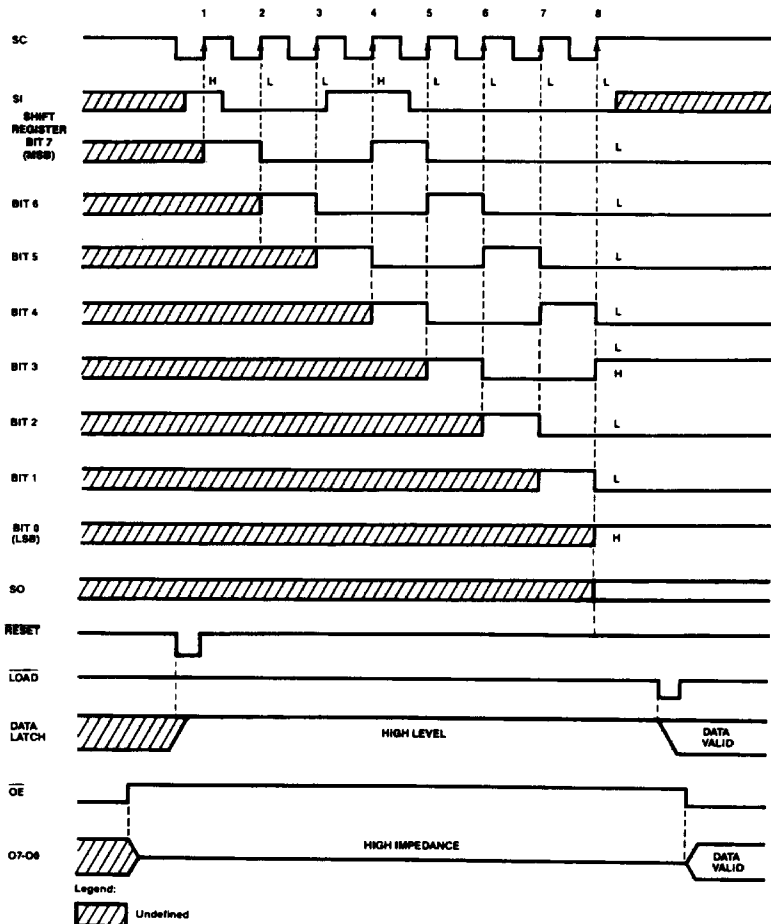 1 2 3 4 5 6 7 8
SC
H L L H L L L L
SI
SHIFT
REGISTER
BIT 7
(MSB)
L
BIT 6
L
BIT 5
L
BIT 4
L
L
BIT 3
H
BIT 2
L
BIT 1
L
BIT 0
(LSB)
H
SO
RESET
LOAD
DATA
LATCH
HIGH LEVEL
DATA
VALID
OE
O7-O0
HIGH IMPEDANCE
DATA
VALID
Legend:
Undefined